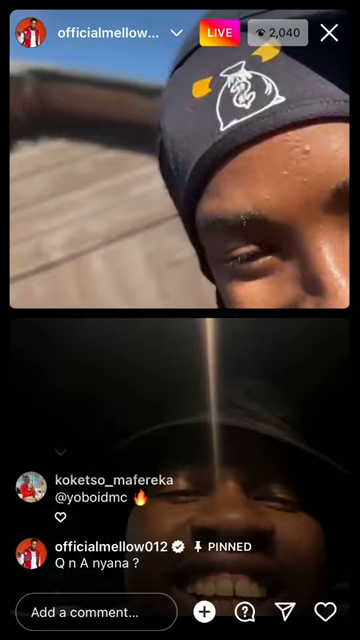 officialmellow...
LIVE
2,040
koketso_mafereka
@yoboidmc 🔥
officialmellow012 PINNED
Q n A nyana ?
Add a comment...